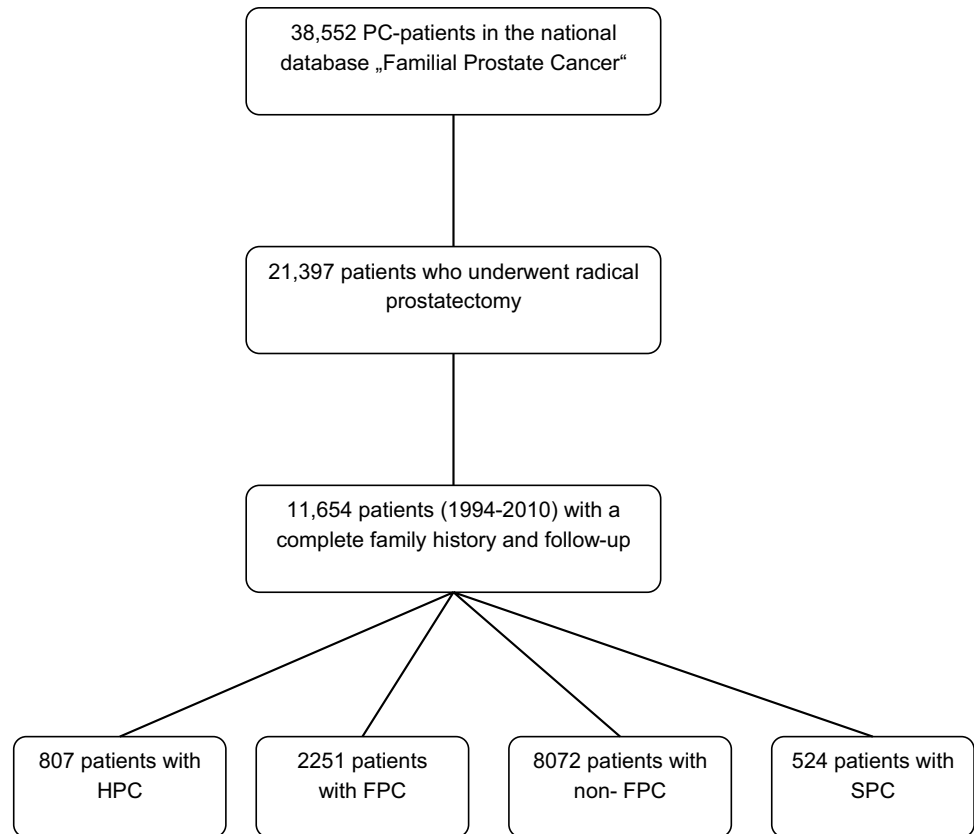 38,552 PC-patients in the national
database „Familial Prostate Cancer“
21,397 patients who underwent radical
prostatectomy
11,654 patients (1994-2010) with a
complete family history and follow-up
807 patients with
HPC
2251 patients
with FPC
8072 patients with
non- FPC
524 patients with
SPC